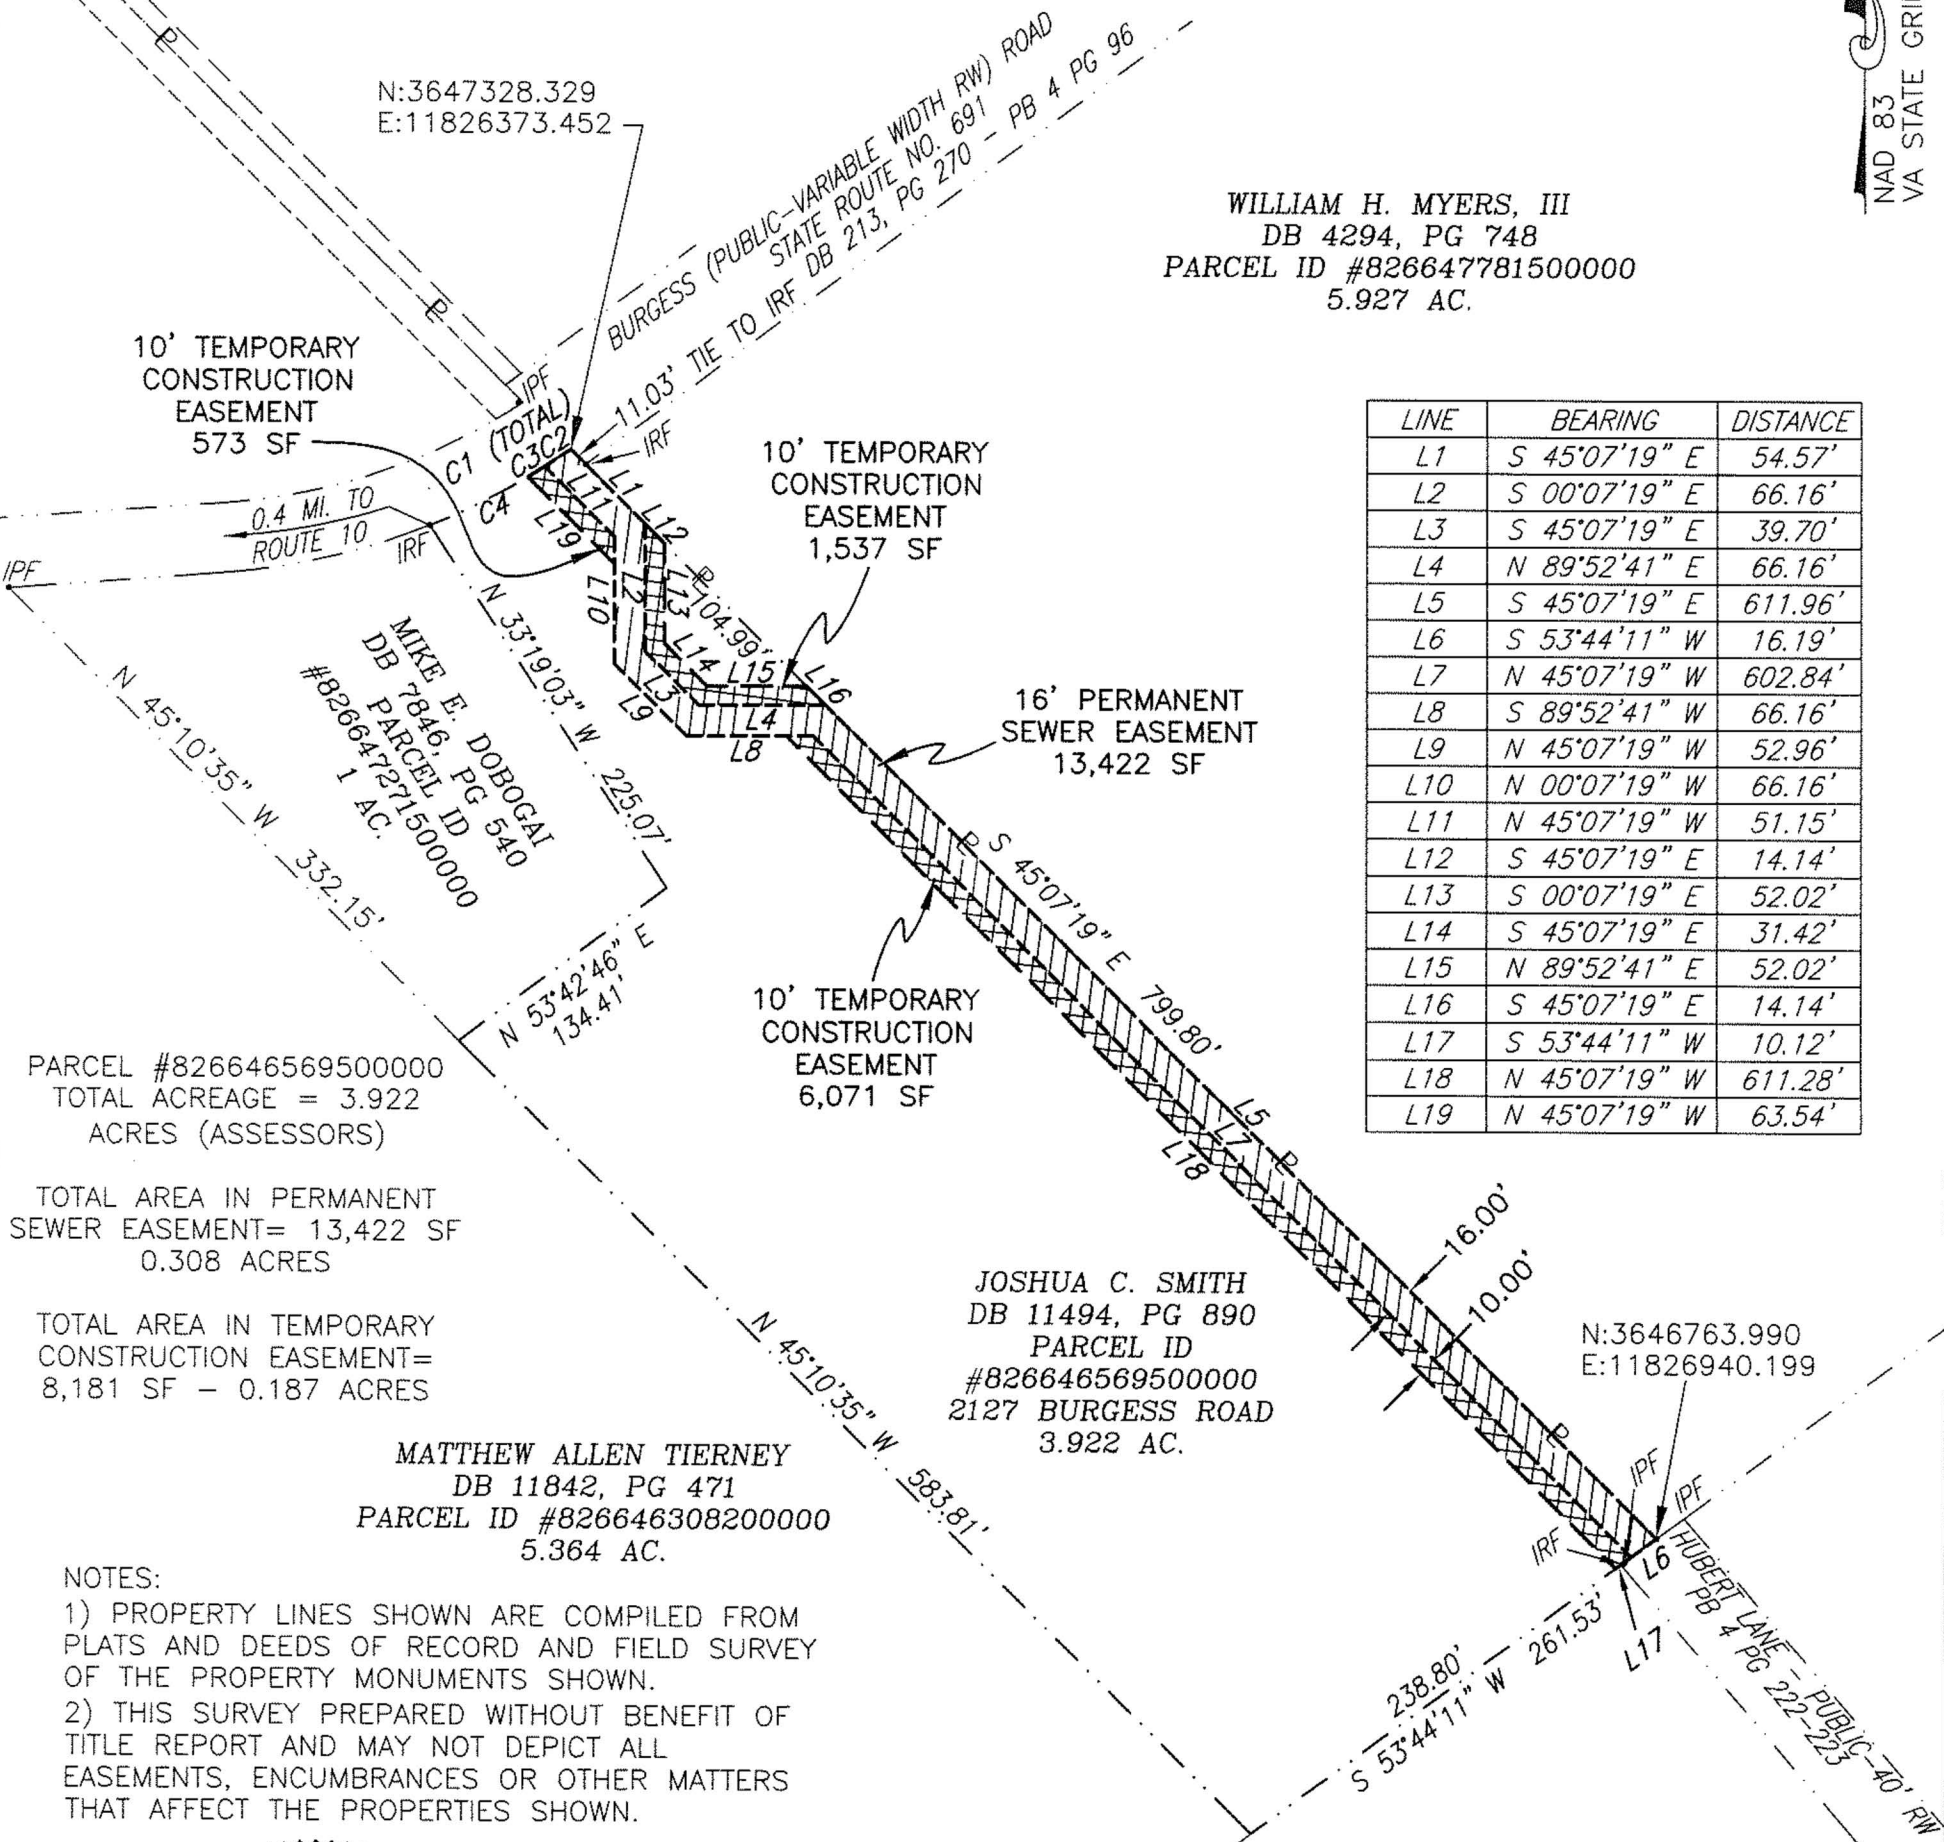 NAD 83
VA STATE GRID
N:3647328.329
E:11826373.452
BURGESS (PUBLIC-VARIABLE WIDTH RW) ROAD
STATE ROUTE NO. 691
DB 213, PG 270 - PB 4 PG 96
11.03' TIE TO IRF
WILLIAM H. MYERS, III
DB 4294, PG 748
PARCEL ID #826647781500000
5.927 AC.
10' TEMPORARY
CONSTRUCTION
EASEMENT
573 SF
IPF
C1 (TOTAL)
C3
C2
C4
IRF
L1
L11
L12
L19
0.4 MI. TO
ROUTE 10
IRF
IPF
10' TEMPORARY
CONSTRUCTION
EASEMENT
1,537 SF
LINE BEARING DISTANCE
L1 S 45°07'19" E 54.57'
L2 S 00°07'19" E 66.16'
L3 S 45°07'19" E 39.70'
L4 N 89°52'41" E 66.16'
L5 S 45°07'19" E 611.96'
L6 S 53°44'11" W 16.19'
L7 N 45°07'19" W 602.84'
L8 S 89°52'41" W 66.16'
L9 N 45°07'19" W 52.96'
L10 N 00°07'19" W 66.16'
L11 N 45°07'19" W 51.15'
L12 S 45°07'19" E 14.14'
L13 S 00°07'19" E 52.02'
L14 S 45°07'19" E 31.42'
L15 N 89°52'41" E 52.02'
L16 S 45°07'19" E 14.14'
L17 S 53°44'11" W 10.12'
L18 N 45°07'19" W 611.28'
L19 N 45°07'19" W 63.54'
L10
L2
L13
104.99'
L14
L15
L16
L3
L9
L4
L8
N 33°19'03" W 225.07'
MIKE E. DOBOGAI
DB 7846, PG 540
PARCEL ID
#826647271500000
1 AC.
N 45°10'35" W 332.15'
16' PERMANENT
SEWER EASEMENT
13,422 SF
S 45°07'19" E 799.80'
N 53°42'46" E
134.41'
10' TEMPORARY
CONSTRUCTION
EASEMENT
6,071 SF
L5
L7
L18
PARCEL #826646569500000
TOTAL ACREAGE = 3.922
ACRES (ASSESSORS)
TOTAL AREA IN PERMANENT
SEWER EASEMENT= 13,422 SF
0.308 ACRES
TOTAL AREA IN TEMPORARY
CONSTRUCTION EASEMENT=
8,181 SF - 0.187 ACRES
16.00'
10.00'
JOSHUA C. SMITH
DB 11494, PG 890
PARCEL ID
#826646569500000
2127 BURGESS ROAD
3.922 AC.
N:3646763.990
E:11826940.199
N 45°10'35" W 583.81'
MATTHEW ALLEN TIERNEY
DB 11842, PG 471
PARCEL ID #826646308200000
5.364 AC.
IPF
IPF
IRF
L6
L17
HUBERT LANE - PUBLIC-40' RW
PB 4 PG 222-223
238.80'
261.53'
S 53°44'11" W
NOTES:
1) PROPERTY LINES SHOWN ARE COMPILED FROM
PLATS AND DEEDS OF RECORD AND FIELD SURVEY
OF THE PROPERTY MONUMENTS SHOWN.
2) THIS SURVEY PREPARED WITHOUT BENEFIT OF
TITLE REPORT AND MAY NOT DEPICT ALL
EASEMENTS, ENCUMBRANCES OR OTHER MATTERS
THAT AFFECT THE PROPERTIES SHOWN.